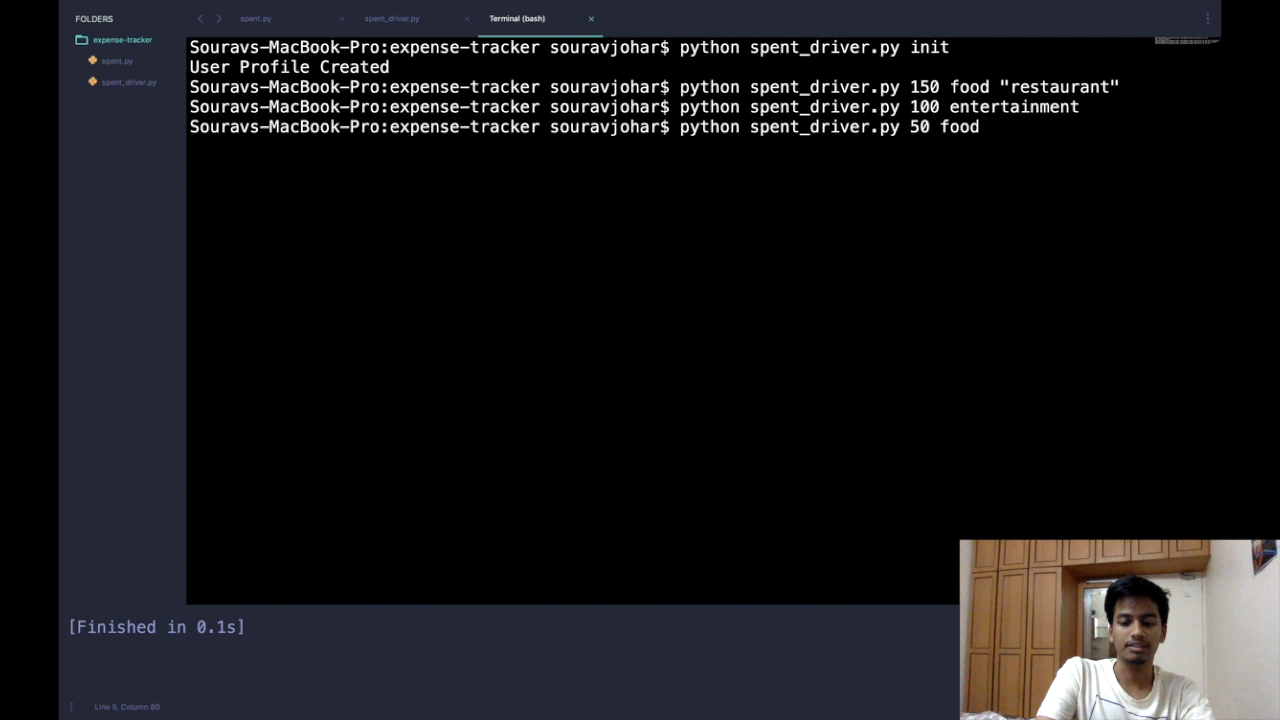 FOLDERS
expense-tracker
spent.py
spent_driver.py
spent.py
spent_driver.py
Terminal (bash)
Souravs-MacBook-Pro:expense-tracker souravjohar$ python spent_driver.py init
User Profile Created
Souravs-MacBook-Pro:expense-tracker souravjohar$ python spent_driver.py 150 food "restaurant"
Souravs-MacBook-Pro:expense-tracker souravjohar$ python spent_driver.py 100 entertainment
Souravs-MacBook-Pro:expense-tracker souravjohar$ python spent_driver.py 50 food
[Finished in 0.1s]
Line 5, Column 80